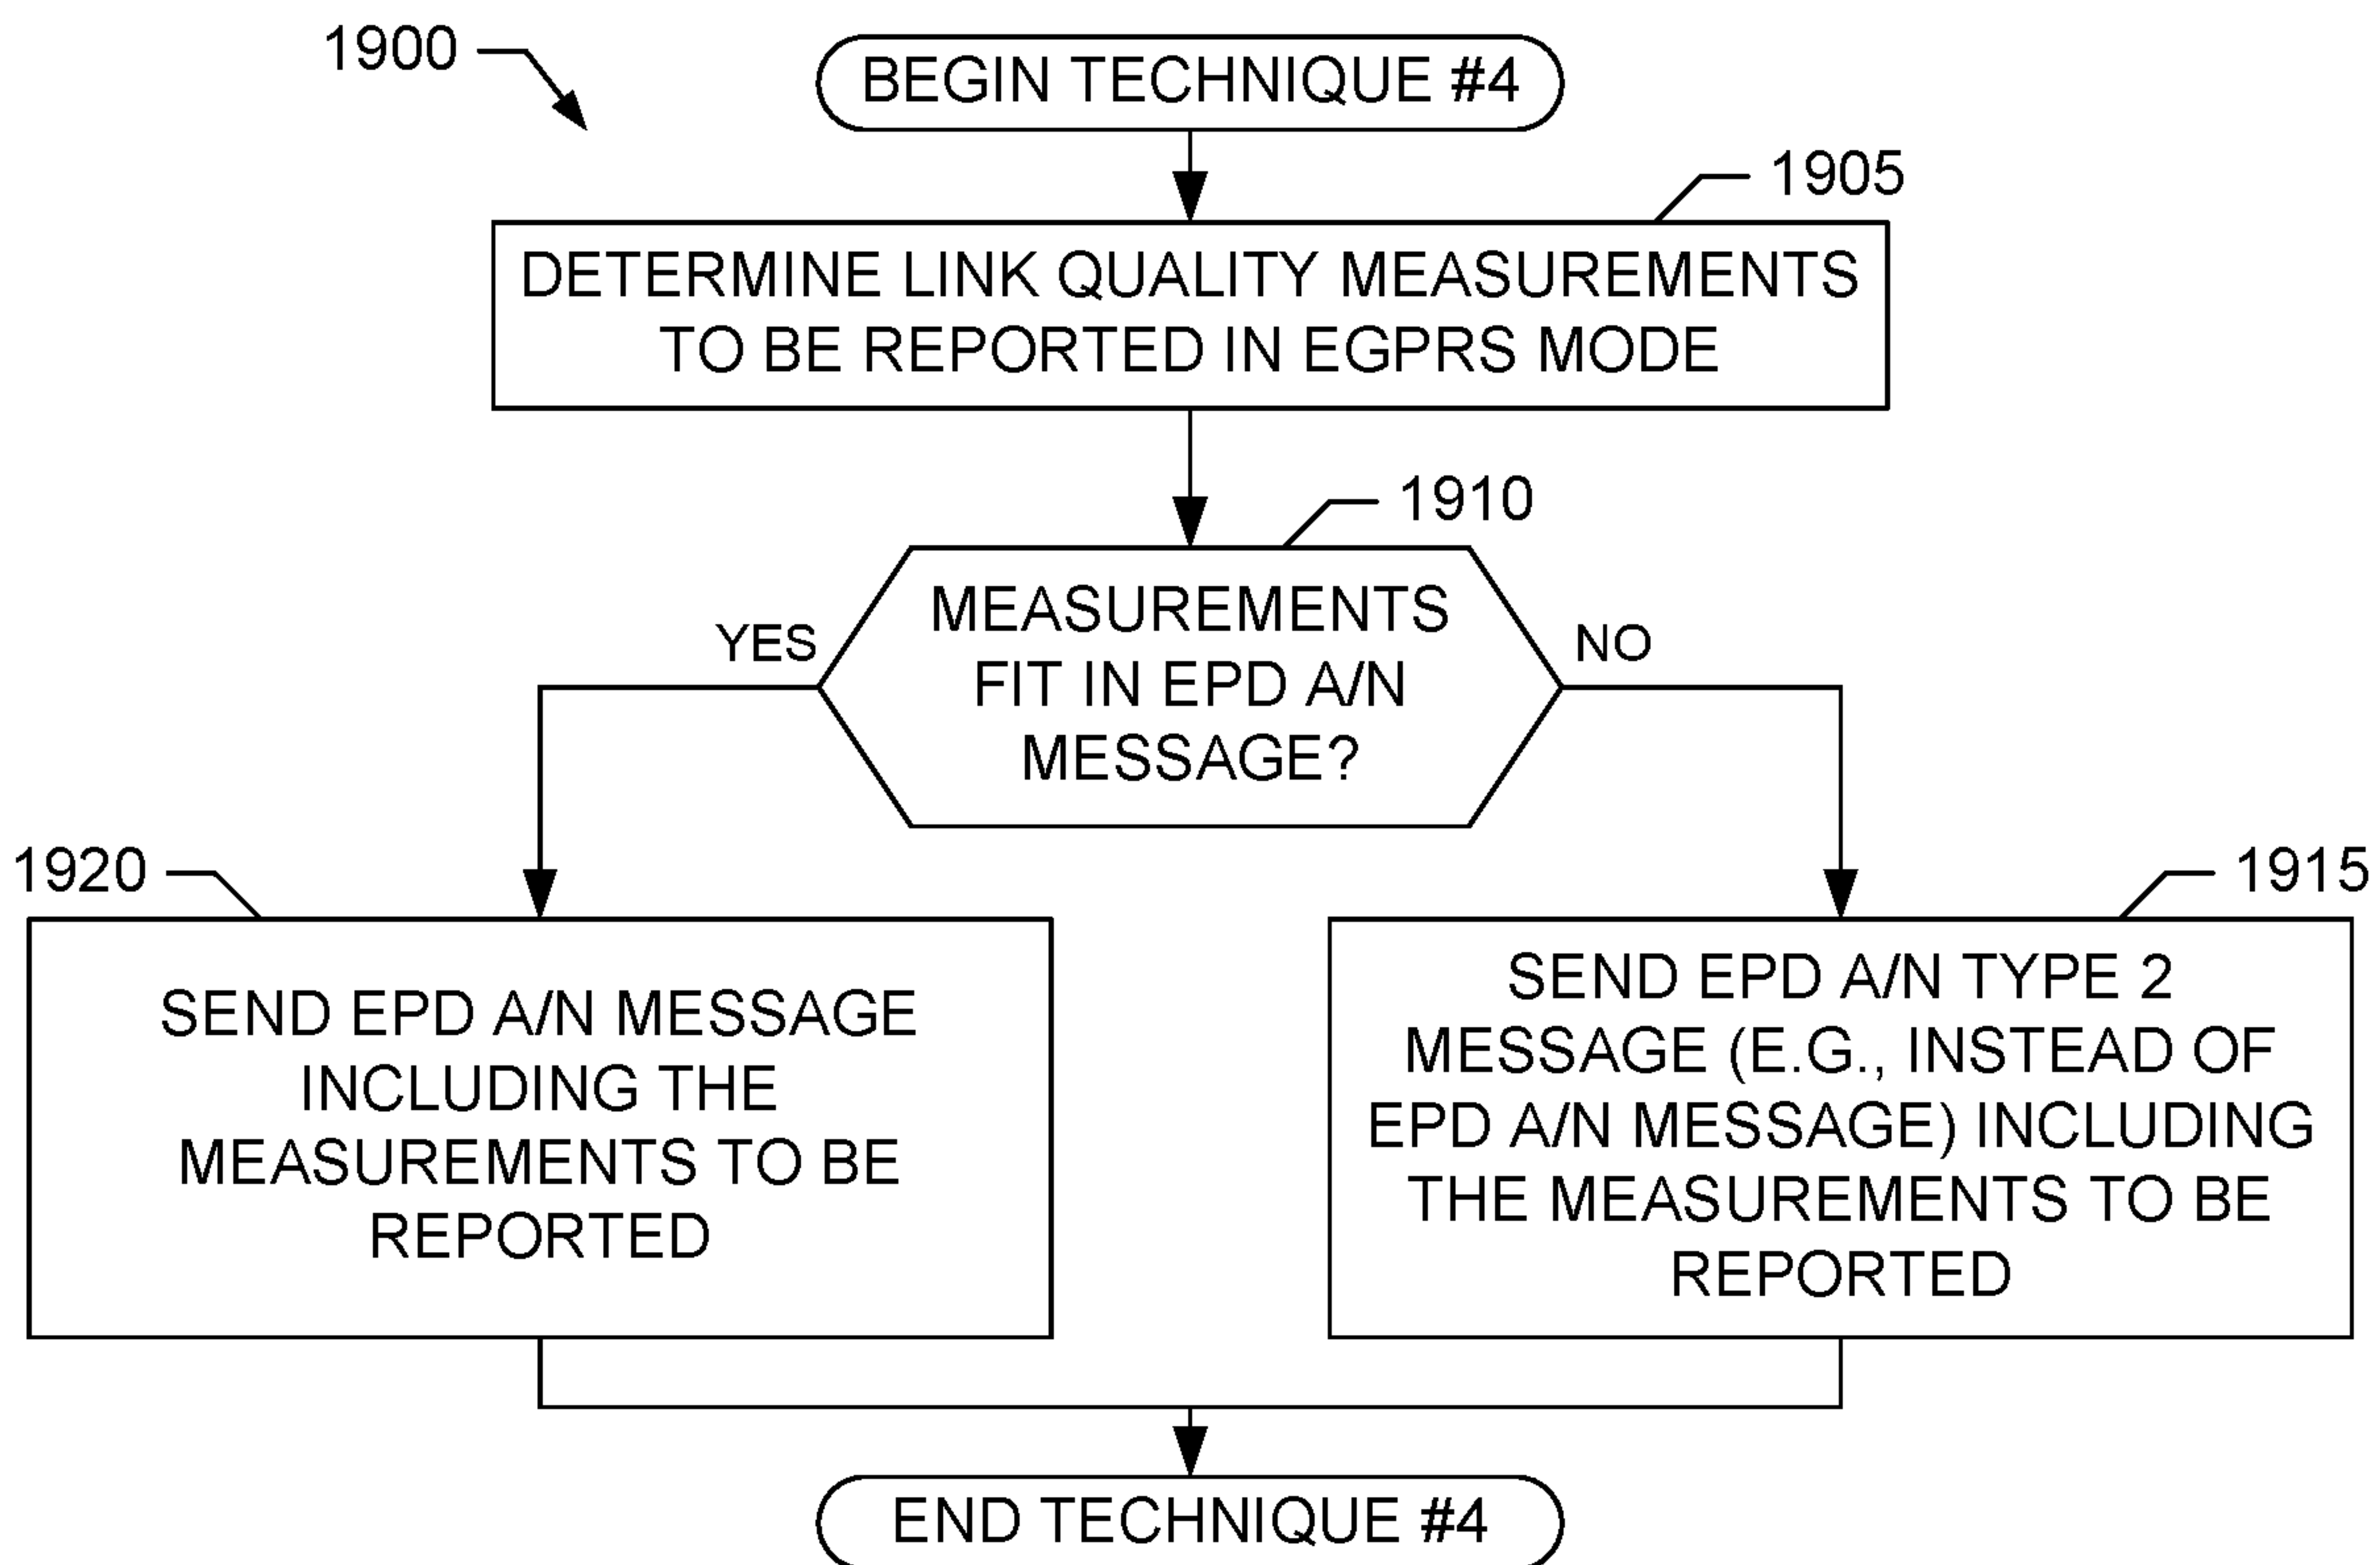 1900
BEGIN TECHNIQUE #4
1905
DETERMINE LINK QUALITY MEASUREMENTS
TO BE REPORTED IN EGPRS MODE
1910
MEASUREMENTS
FIT IN EPD A/N
MESSAGE?
YES
NO
1920
SEND EPD A/N MESSAGE
INCLUDING THE
MEASUREMENTS TO BE
REPORTED
1915
SEND EPD A/N TYPE 2
MESSAGE (E.G., INSTEAD OF
EPD A/N MESSAGE) INCLUDING
THE MEASUREMENTS TO BE
REPORTED
END TECHNIQUE #4